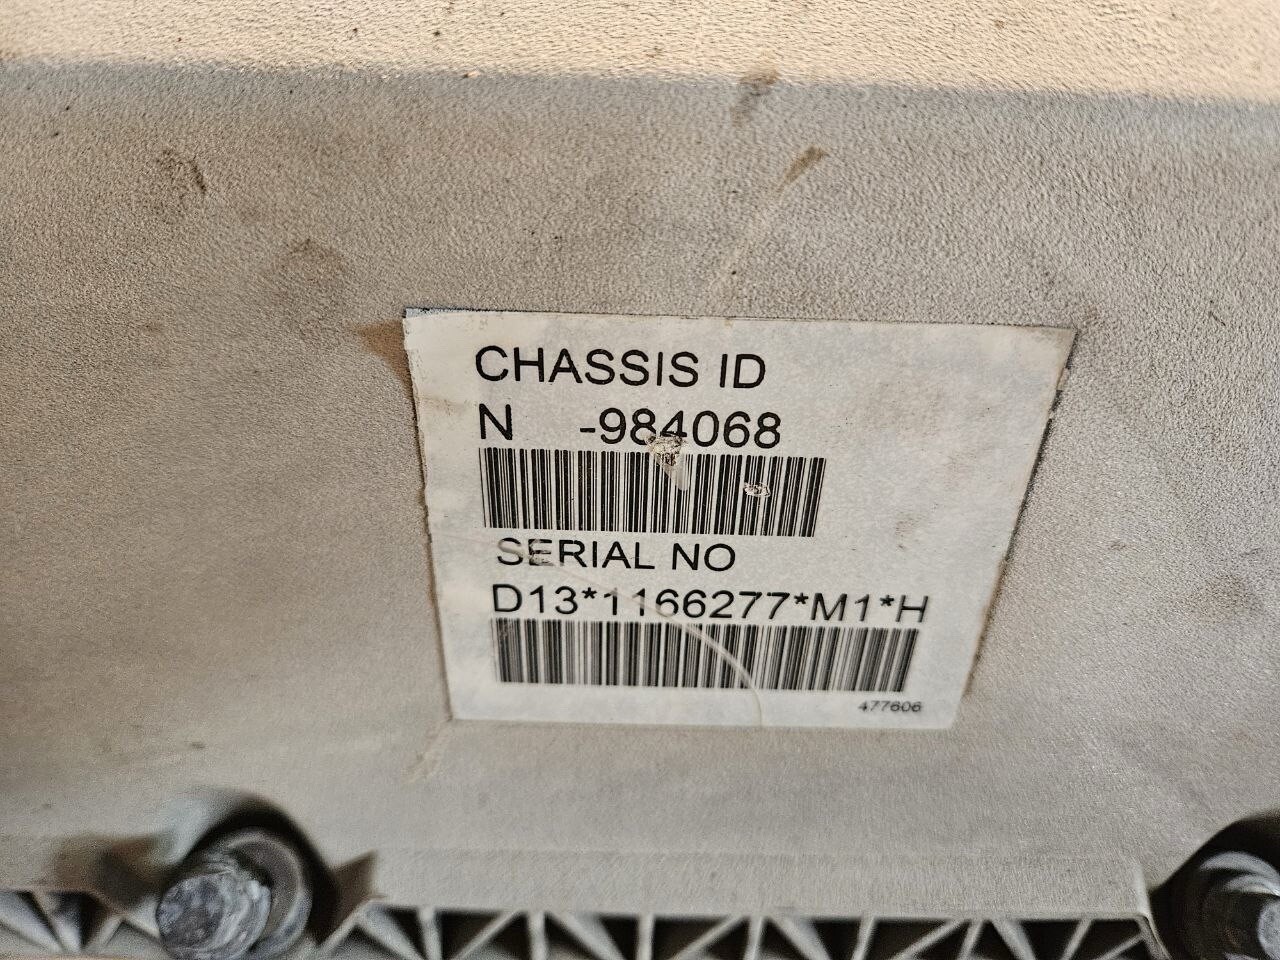 CHASSIS ID
N -984068
SERIAL NO
D13*1166277*M1*H
477606